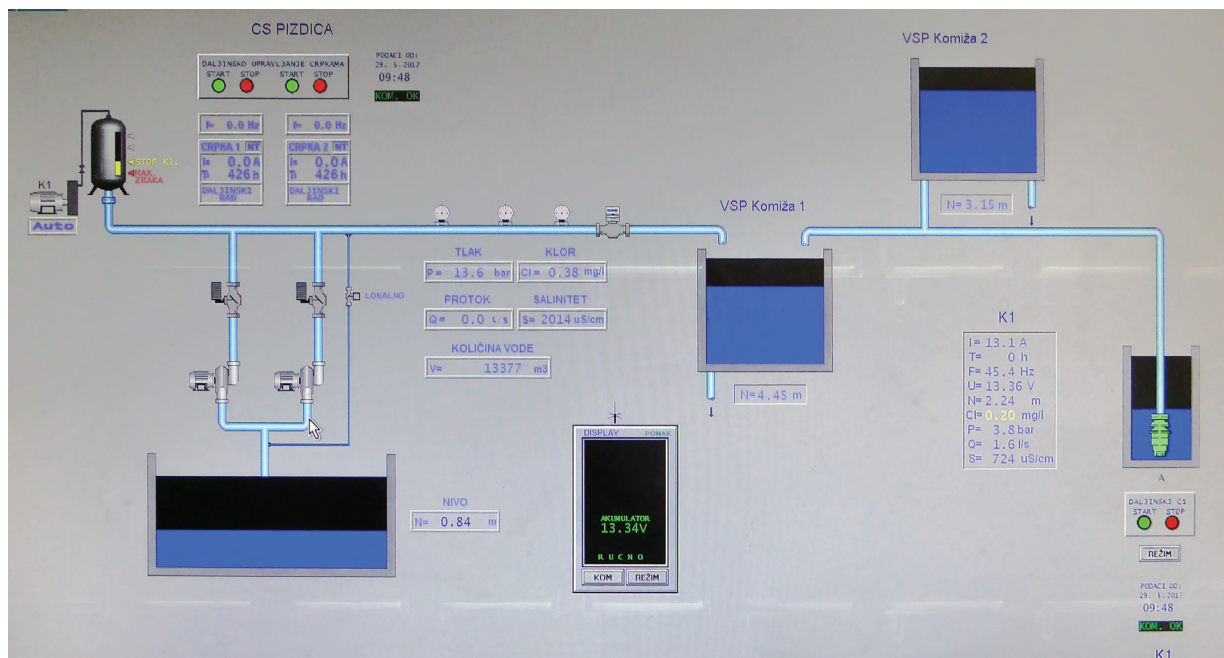 CS PIZDICA
DALJINSKO UPRAVLJANJE CRPKAMA
START STOP START STOP
PODACI OD:
29. 5.2017
09:48
KOM. OK
f= 0.0 Hz
f= 0.0 Hz
CRPKA 1 NT
I= 0.0 A
T= 426 h
DALJINSKI
RAD
CRPKA 2 NT
I= 0.0 A
T= 426 h
DALJINSKI
RAD
STOP K1.
MAX.
ZRAKA
K1
Auto
LOKALNO
TLAK
P= 13.6 bar
KLOR
Cl= 0.38 mg/l
PROTOK
Q= 0.0 L/s
SALINITET
S= 2014 uS/cm
KOLIČINA VODE
V= 13377 m3
NIVO
N= 0.84 m
VSP Komiža 1
N= 4.45 m
VSP Komiža 2
N= 3.15 m
DISPLAY POMAK
AKUMULATOR
13.34V
RUCNO
KOM REŽIM
K1
I= 13.1 A
T= 0 h
F= 45.4 Hz
U= 13.36 V
N= 2.24 m
Cl= 0.20 mg/l
P= 3.8 bar
Q= 1.6 l/s
S= 724 uS/cm
A
DALJINSKI C1
START STOP
REŽIM
PODACI OD:
29. 5.2017
09:48
KOM. OK
K1